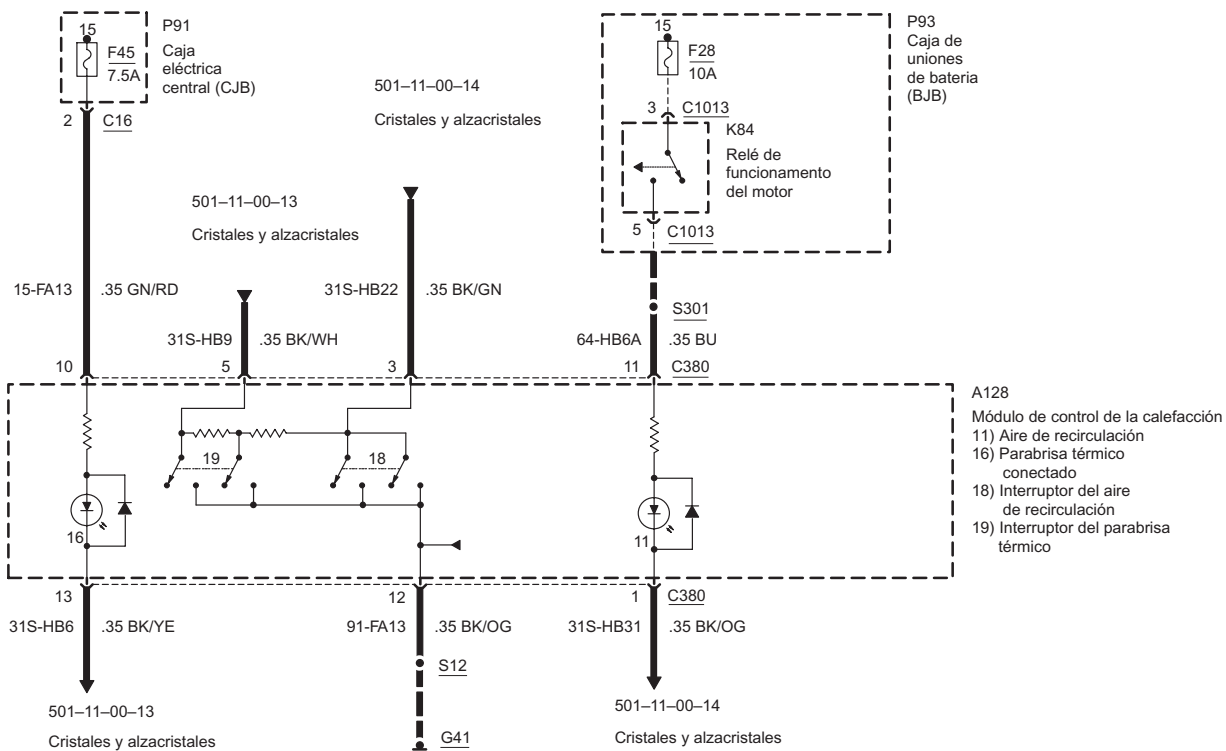 15
F45
7.5A
P91
Caja
eléctrica
central (CJB)
2
C16
501–11–00–14
Cristales y alzacristales
15
F28
10A
P93
Caja de
uniones
de bateria
(BJB)
3
C1013
K84
Relé de
funcionamento
del motor
5
C1013
501–11–00–13
Cristales y alzacristales
15-FA13
.35 GN/RD
31S-HB22
.35 BK/GN
S301
31S-HB9
.35 BK/WH
64-HB6A
.35 BU
10
5
3
11
C380
A128
Módulo de control de la calefacción
11) Aire de recirculación
16) Parabrisa térmico
conectado
18) Interruptor del aire
de recirculación
19) Interruptor del parabrisa
térmico
19
18
16
11
13
12
1
C380
31S-HB6
.35 BK/YE
91-FA13
.35 BK/OG
31S-HB31
.35 BK/OG
S12
501–11–00–13
Cristales y alzacristales
G41
501–11–00–14
Cristales y alzacristales